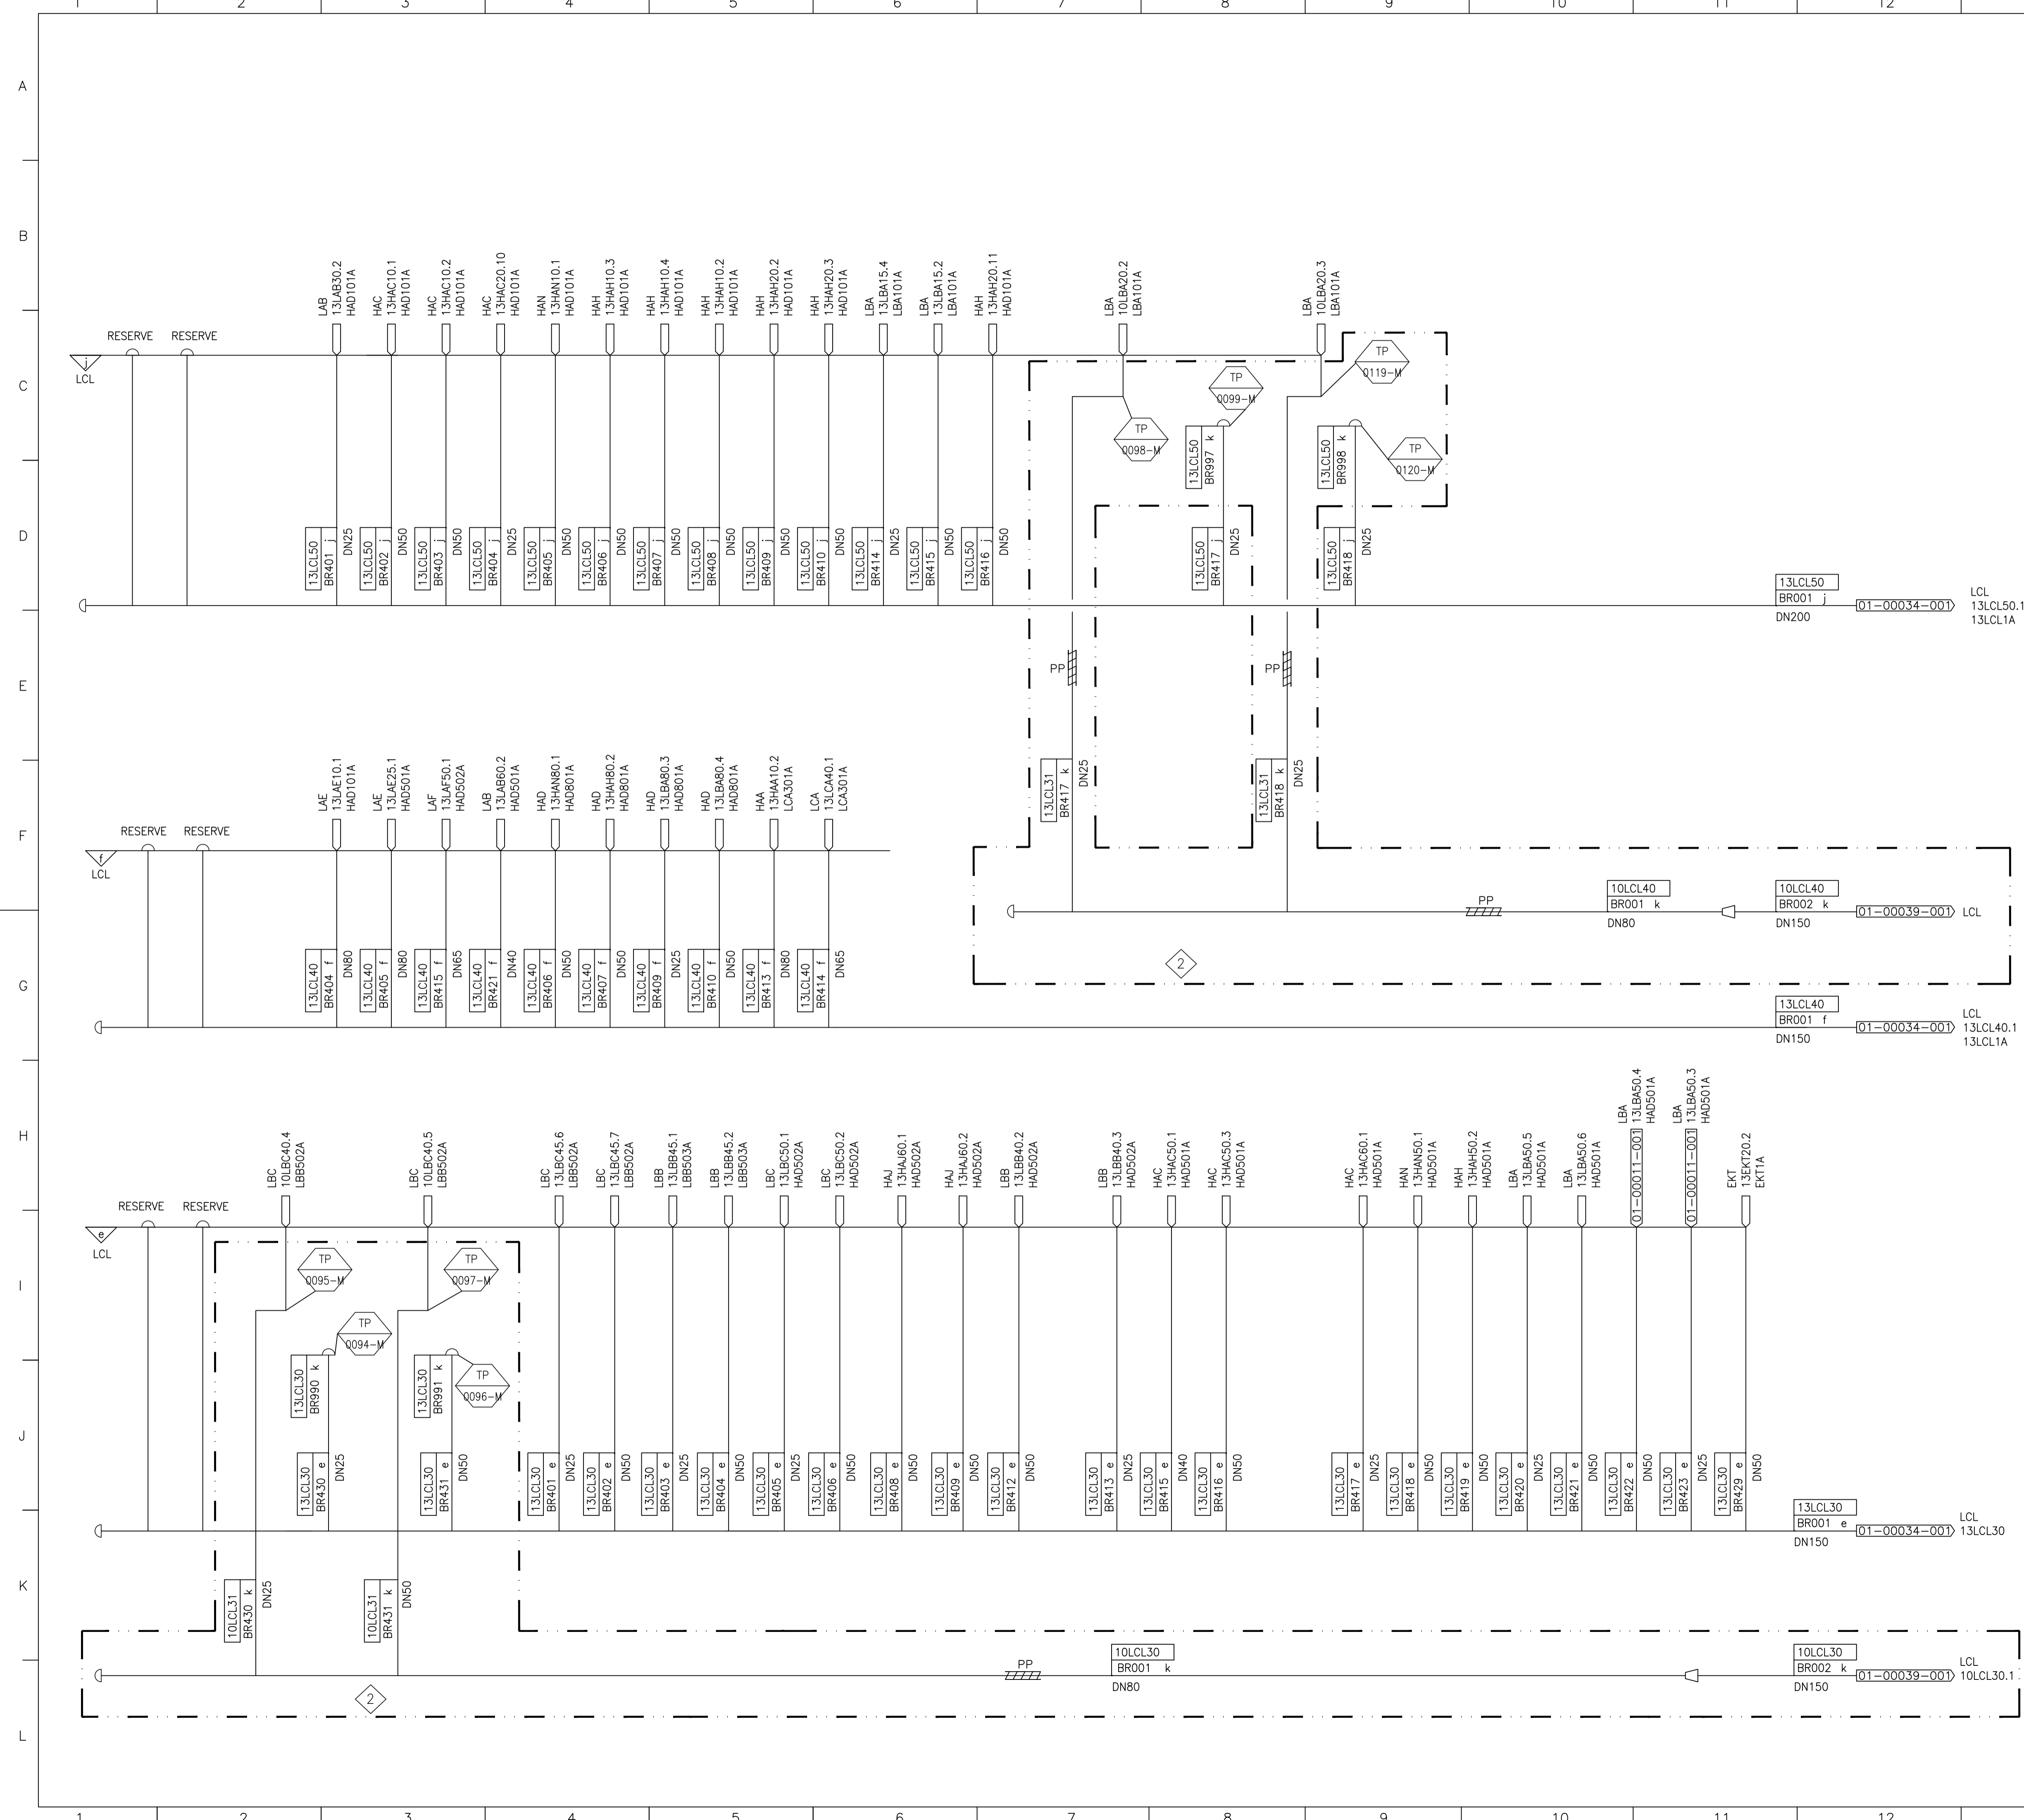 1 2 3 4 5 6 7 8 9 10 11 12
A
B
C
D
E
F
G
H
I
J
K
L
LAB
13LAB30.2
HAD101A
HAC
13HAC10.1
HAD101A
HAC
13HAC10.2
HAD101A
HAC
13HAC20.10
HAD101A
HAN
13HAN10.1
HAD101A
HAH
13HAH10.3
HAD101A
HAH
13HAH10.4
HAD101A
HAH
13HAH10.2
HAD101A
HAH
13HAH20.2
HAD101A
HAH
13HAH20.3
HAD101A
LBA
13LBA15.4
LBA101A
LBA
13LBA15.2
LBA101A
HAH
13HAH20.11
HAD101A
LBA
10LBA20.2
LBA101A
LBA
10LBA20.3
LBA101A
RESERVE
RESERVE
j
LCL
TP
0119-M
TP
0099-M
TP
0098-M
TP
0120-M
13LCL50
BR997 k
13LCL50
BR998 k
13LCL50
BR401 j
DN25
13LCL50
BR402 j
DN50
13LCL50
BR403 j
DN50
13LCL50
BR404 j
DN25
13LCL50
BR405 j
DN50
13LCL50
BR406 j
DN50
13LCL50
BR407 j
DN50
13LCL50
BR408 j
DN50
13LCL50
BR409 j
DN50
13LCL50
BR410 j
DN50
13LCL50
BR414 j
DN25
13LCL50
BR415 j
DN50
13LCL50
BR416 j
DN50
13LCL50
BR417 j
DN25
13LCL50
BR418 j
DN25
13LCL50
BR001 j
DN200
01-00034-001
LCL
13LCL50.1
13LCL1A
PP
PP
13LCL31
BR417 k
DN25
13LCL31
BR418 k
DN25
LAE
13LAE10.1
HAD101A
LAE
13LAE25.1
HAD501A
LAF
13LAF50.1
HAD502A
LAB
13LAB60.2
HAD501A
HAD
13HAN80.1
HAD801A
HAD
13HAH80.2
HAD801A
HAD
13LBA80.3
HAD801A
HAD
13LBA80.4
HAD801A
HAA
13HAA10.2
LCA301A
LCA
13LCA40.1
LCA301A
RESERVE
RESERVE
f
LCL
PP
10LCL40
BR001 k
DN80
10LCL40
BR002 k
DN150
01-00039-001
LCL
2
13LCL40
BR404 f
DN80
13LCL40
BR405 f
DN80
13LCL40
BR415 f
DN65
13LCL40
BR421 f
DN40
13LCL40
BR406 f
DN50
13LCL40
BR407 f
DN50
13LCL40
BR409 f
DN25
13LCL40
BR410 f
DN50
13LCL40
BR413 f
DN80
13LCL40
BR414 f
DN65
13LCL40
BR001 f
DN150
01-00034-001
LCL
13LCL40.1
13LCL1A
LBC
10LBC40.4
LBB502A
LBC
10LBC40.5
LBB502A
LBC
13LBC45.6
LBB502A
LBC
13LBC45.7
LBB502A
LBB
13LBB45.1
LBB503A
LBB
13LBB45.2
LBB503A
LBC
13LBC50.1
HAD502A
LBC
13LBC50.2
HAD502A
HAJ
13HAJ60.1
HAD502A
HAJ
13HAJ60.2
HAD502A
LBB
13LBB40.2
HAD502A
LBB
13LBB40.3
HAD502A
HAC
13HAC50.1
HAD501A
HAC
13HAC50.3
HAD501A
HAC
13HAC60.1
HAD501A
HAN
13HAN50.1
HAD501A
HAH
13HAH50.2
HAD501A
LBA
13LBA50.5
HAD501A
LBA
13LBA50.6
HAD501A
LBA
01-00011-001 13LBA50.4
HAD501A
LBA
01-00011-001 13LBA50.3
HAD501A
EKT
13EKT20.2
EKT1A
RESERVE
RESERVE
e
LCL
TP
0095-M
TP
0097-M
TP
0094-M
TP
0096-M
13LCL30
BR990 k
13LCL30
BR991 k
13LCL30
BR430 e
DN25
13LCL30
BR431 e
DN50
13LCL30
BR401 e
DN25
13LCL30
BR402 e
DN50
13LCL30
BR403 e
DN25
13LCL30
BR404 e
DN50
13LCL30
BR405 e
DN25
13LCL30
BR406 e
DN50
13LCL30
BR408 e
DN50
13LCL30
BR409 e
DN50
13LCL30
BR412 e
DN50
13LCL30
BR413 e
DN25
13LCL30
BR415 e
DN40
13LCL30
BR416 e
DN50
13LCL30
BR417 e
DN25
13LCL30
BR418 e
DN50
13LCL30
BR419 e
DN50
13LCL30
BR420 e
DN25
13LCL30
BR421 e
DN50
13LCL30
BR422 e
DN50
13LCL30
BR423 e
DN25
13LCL30
BR429 e
DN50
13LCL30
BR001 e
DN150
01-00034-001
LCL
13LCL30
10LCL31
BR430 k
DN25
10LCL31
BR431 k
DN50
PP
10LCL30
BR001 k
DN80
10LCL30
BR002 k
DN150
01-00039-001
LCL
10LCL30.1
2
1 2 3 4 5 6 7 8 9 10 11 12